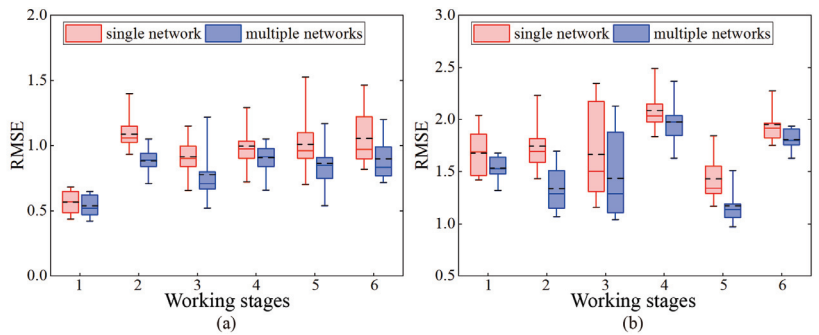 2.0
1.5
1.0
0.5
0.0
RMSE
single network
multiple networks
1 2 3 4 5 6
Working stages
(a)
3.0
2.5
2.0
1.5
1.0
0.5
RMSE
single network
multiple networks
1 2 3 4 5 6
Working stages
(b)